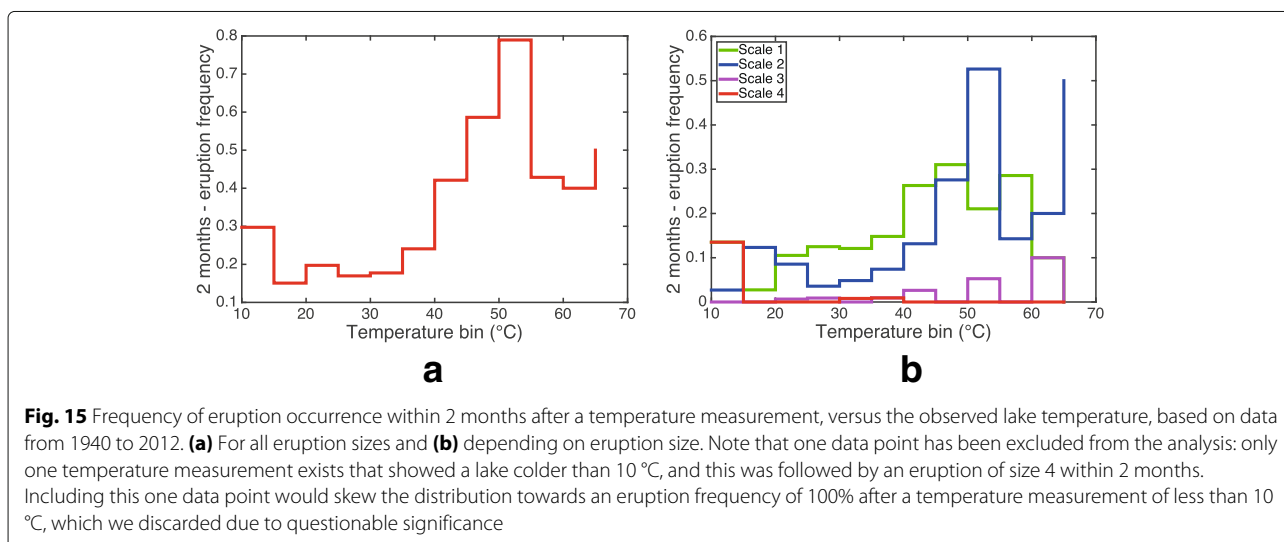 0.8
0.7
0.6
0.5
0.4
0.3
0.2
0.1
2 months - eruption frequency
10 20 30 40 50 60 70
Temperature bin (°C)
a
0.6
0.5
0.4
0.3
0.2
0.1
0
2 months - eruption frequency
Scale 1
Scale 2
Scale 3
Scale 4
10 20 30 40 50 60 70
Temperature bin (°C)
b
Fig. 15 Frequency of eruption occurrence within 2 months after a temperature measurement, versus the observed lake temperature, based on data
from 1940 to 2012. (a) For all eruption sizes and (b) depending on eruption size. Note that one data point has been excluded from the analysis: only
one temperature measurement exists that showed a lake colder than 10 °C, and this was followed by an eruption of size 4 within 2 months.
Including this one data point would skew the distribution towards an eruption frequency of 100% after a temperature measurement of less than 10
°C, which we discarded due to questionable significance